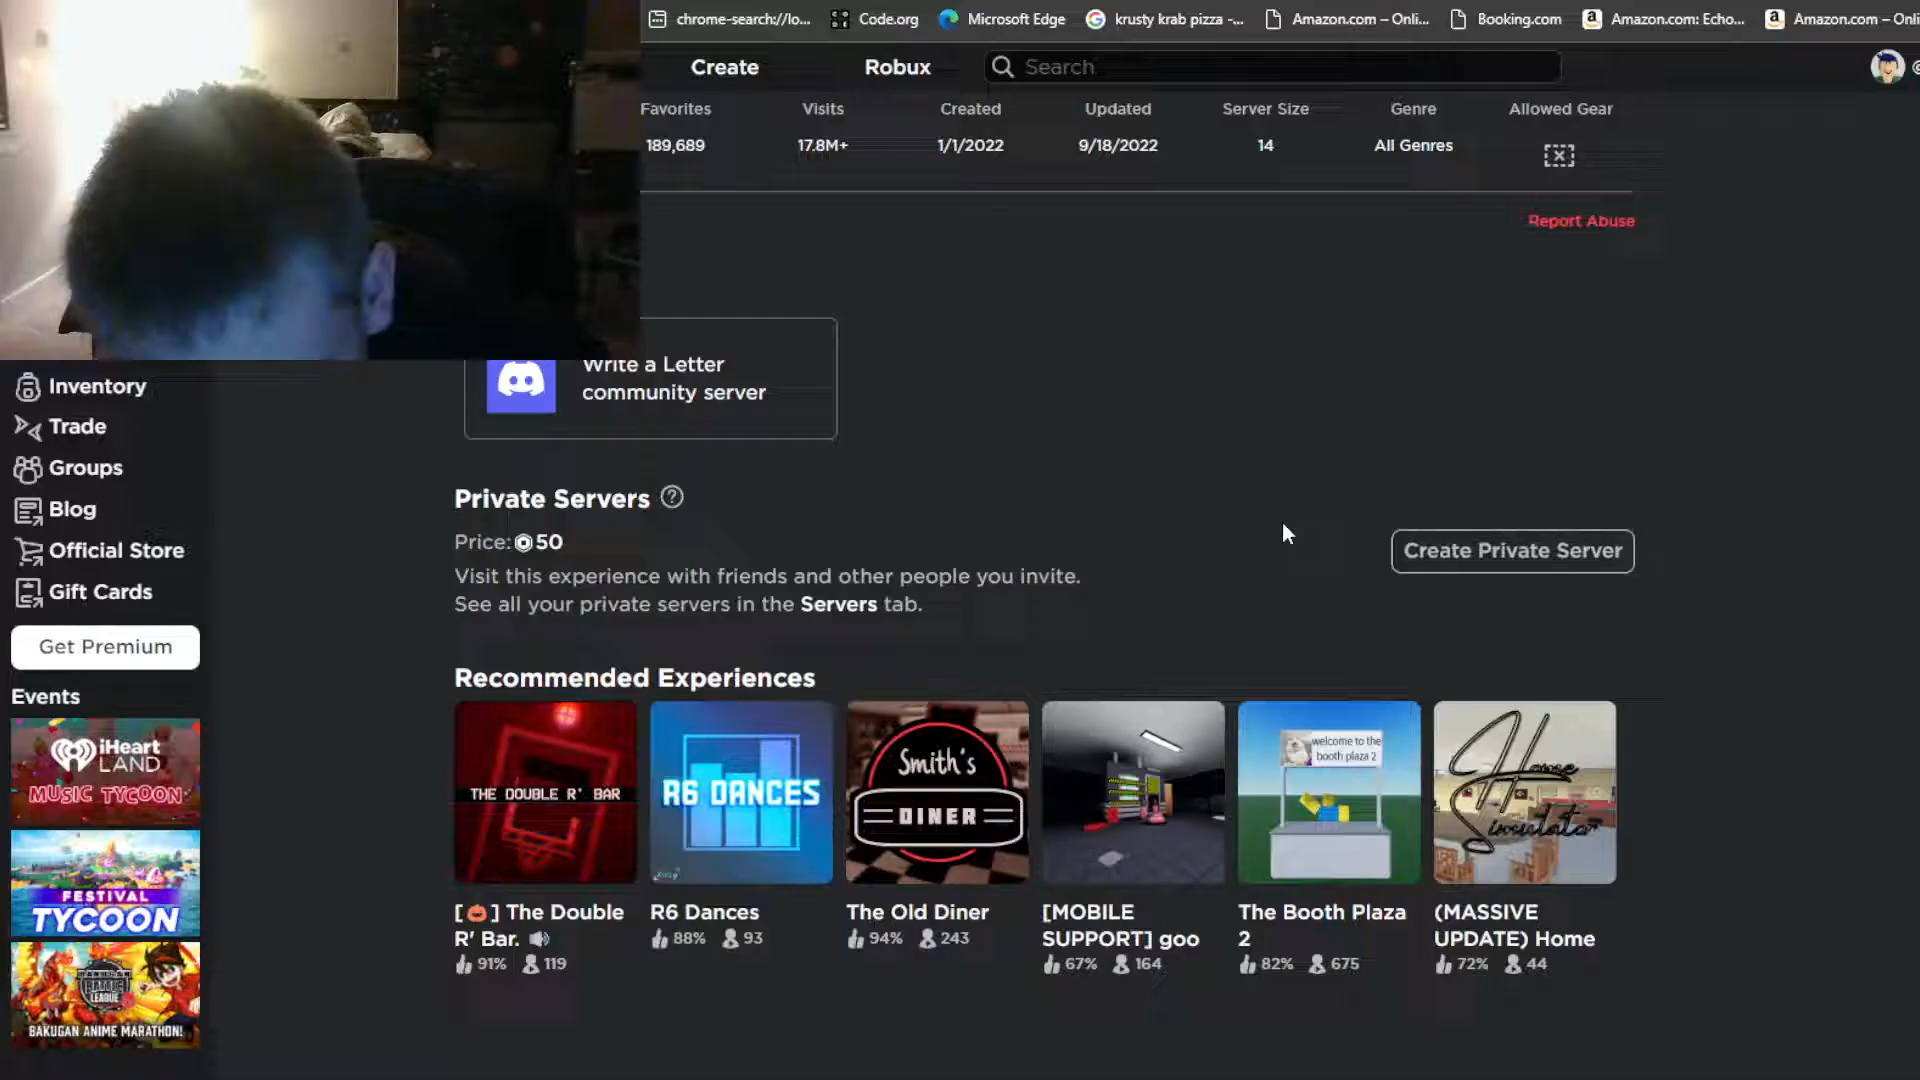 chrome-search://lo... Code.org Microsoft Edge krusty krab pizza -... Amazon.com – Onli... Booking.com Amazon.com: Echo... Amazon.com – Onli
Create Robux Search
Favorites Visits Created Updated Server Size Genre Allowed Gear
189,689 17.8M+ 1/1/2022 9/18/2022 14 All Genres
Report Abuse
Write a Letter
community server
Inventory
Trade
Groups
Blog
Official Store
Gift Cards
Get Premium
Events
iHeart
LAND
MUSIC TYCOON
FESTIVAL
TYCOON
BAKUGAN
BATTLE
LEAGUE
BAKUGAN ANIME MARATHON!
Private Servers
Price: 50
Visit this experience with friends and other people you invite.
See all your private servers in the Servers tab.
Create Private Server
Recommended Experiences
THE DOUBLE R' BAR
R6 DANCES
Smith's
DINER
welcome to the
booth plaza 2
Home
Simulator
[🎃] The Double
R' Bar. 🔊
91% 119
R6 Dances
88% 93
The Old Diner
94% 243
[MOBILE
SUPPORT] goo
67% 164
The Booth Plaza
2
82% 675
(MASSIVE
UPDATE) Home
72% 44